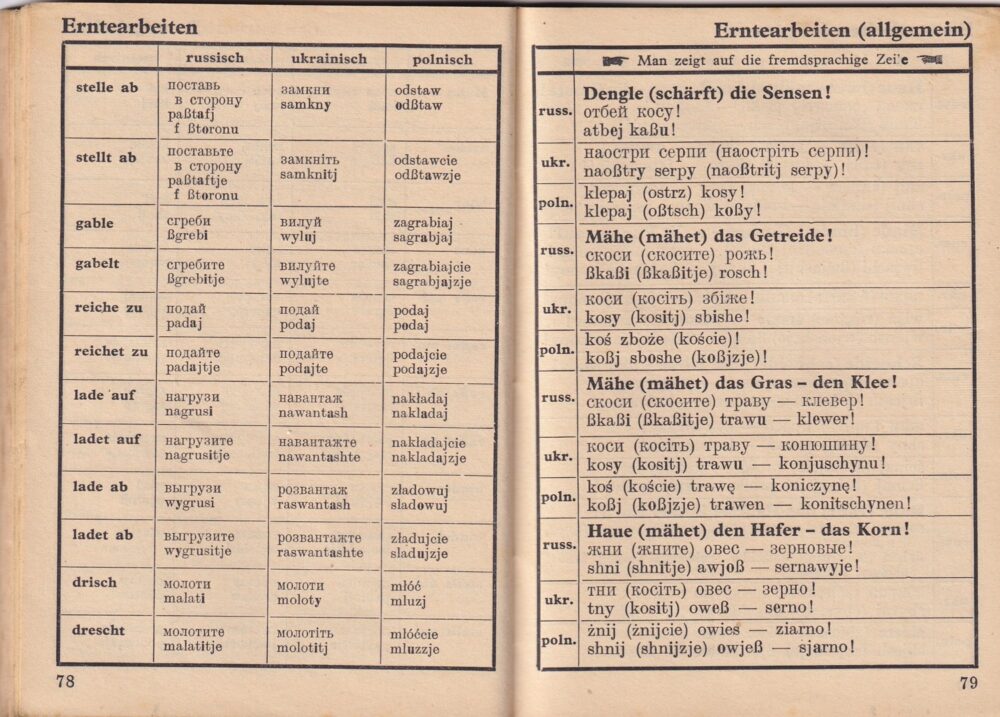 Erntearbeiten
russisch ukrainisch polnisch
stelle ab поставь замкни odstaw
в сторону samkny odßtaw
paßtafj
f ßtoronu
stellt ab поставьте замкніть odstawcie
в сторону samknitj odßtawzje
paßtaftje
f ßtoronu
gable сгреби вилуй zagrabiaj
ßgrebi wyluj sagrabjaj
gabelt сгребите вилуйте zagrabiajcie
ßgrebitje wylujte sagrabjajzje
reiche zu подай подай podaj
padaj podaj podaj
reichet zu подайте подайте podajcie
padajtje podajte podajzje
lade auf нагрузи навантаж nakładaj
nagrusi nawantash nakladaj
ladet auf нагрузите навантажте nakładajcie
nagrusitje nawantashte nakladajzje
lade ab выгрузи розвантаж zładowuj
wygrusi raswantash sladowuj
ladet ab выгрузите розвантажте zładujcie
wygrusitje raswantashte sladujzje
drisch молоти молоти młóć
malati moloty mluzj
drescht молотите молотіть młóćcie
malatitje molotitj mluzzje
78
Erntearbeiten (allgemein)
Man zeigt auf die fremdsprachige Zeile
russ. Dengle (schärft) die Sensen!
отбей косу!
atbej kaßu!
ukr. наостри серпи (наостріть серпи)!
naoßtry serpy (naoßtritj serpy)!
poln. klepaj (ostrz) kosy!
klepaj (oßtsch) koßy!
russ. Mähe (mähet) das Getreide!
скоси (скосите) рожь!
ßkaßi (ßkaßitje) rosch!
ukr. коси (косіть) збіже!
kosy (kositj) sbishe!
poln. koś zboże (koście)!
koßj sboshe (koßjzje)!
russ. Mähe (mähet) das Gras – den Klee!
скоси (скосите) траву — клевер!
ßkaßi (ßkaßitje) trawu — klewer!
ukr. коси (косіть) траву — конюшину!
kosy (kositj) trawu — konjuschynu!
poln. koś (koście) trawę — koniczynę!
koßj (koßjzje) trawen — konitschynen!
russ. Haue (mähet) den Hafer – das Korn!
жни (жните) овес — зерновые!
shni (shnitje) awjoß — sernawyje!
ukr. тни (косіть) овес — зерно!
tny (kositj) oweß — serno!
poln. żnij (żnijcie) owies — ziarno!
shnij (shnijzje) owjeß — sjarno!
79